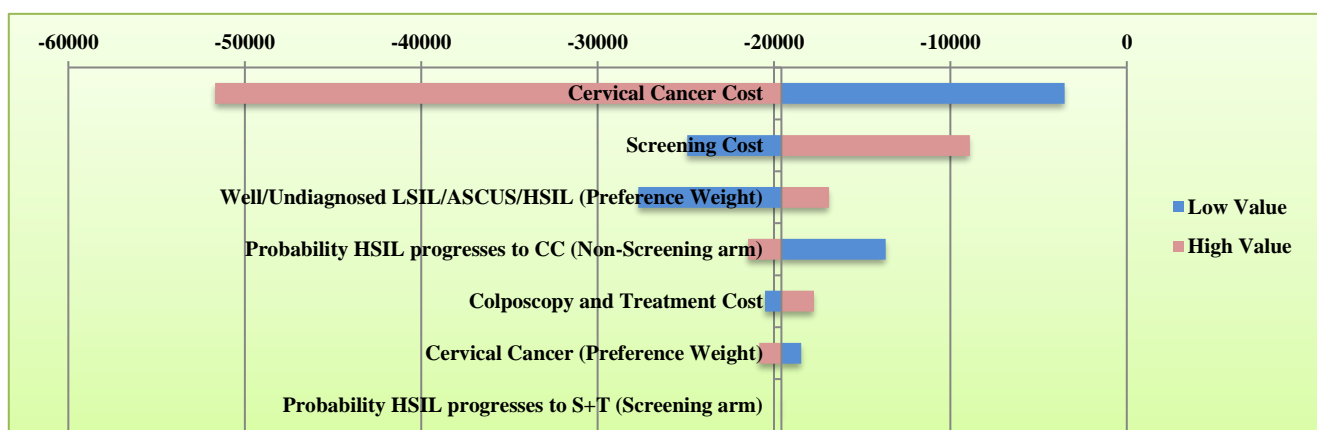 -60000 -50000 -40000 -30000 -20000 -10000 0
Cervical Cancer Cost
Screening Cost
Well/Undiagnosed LSIL/ASCUS/HSIL (Preference Weight)
Low Value
Probability HSIL progresses to CC (Non-Screening arm)
High Value
Colposcopy and Treatment Cost
Cervical Cancer (Preference Weight)
Probability HSIL progresses to S+T (Screening arm)